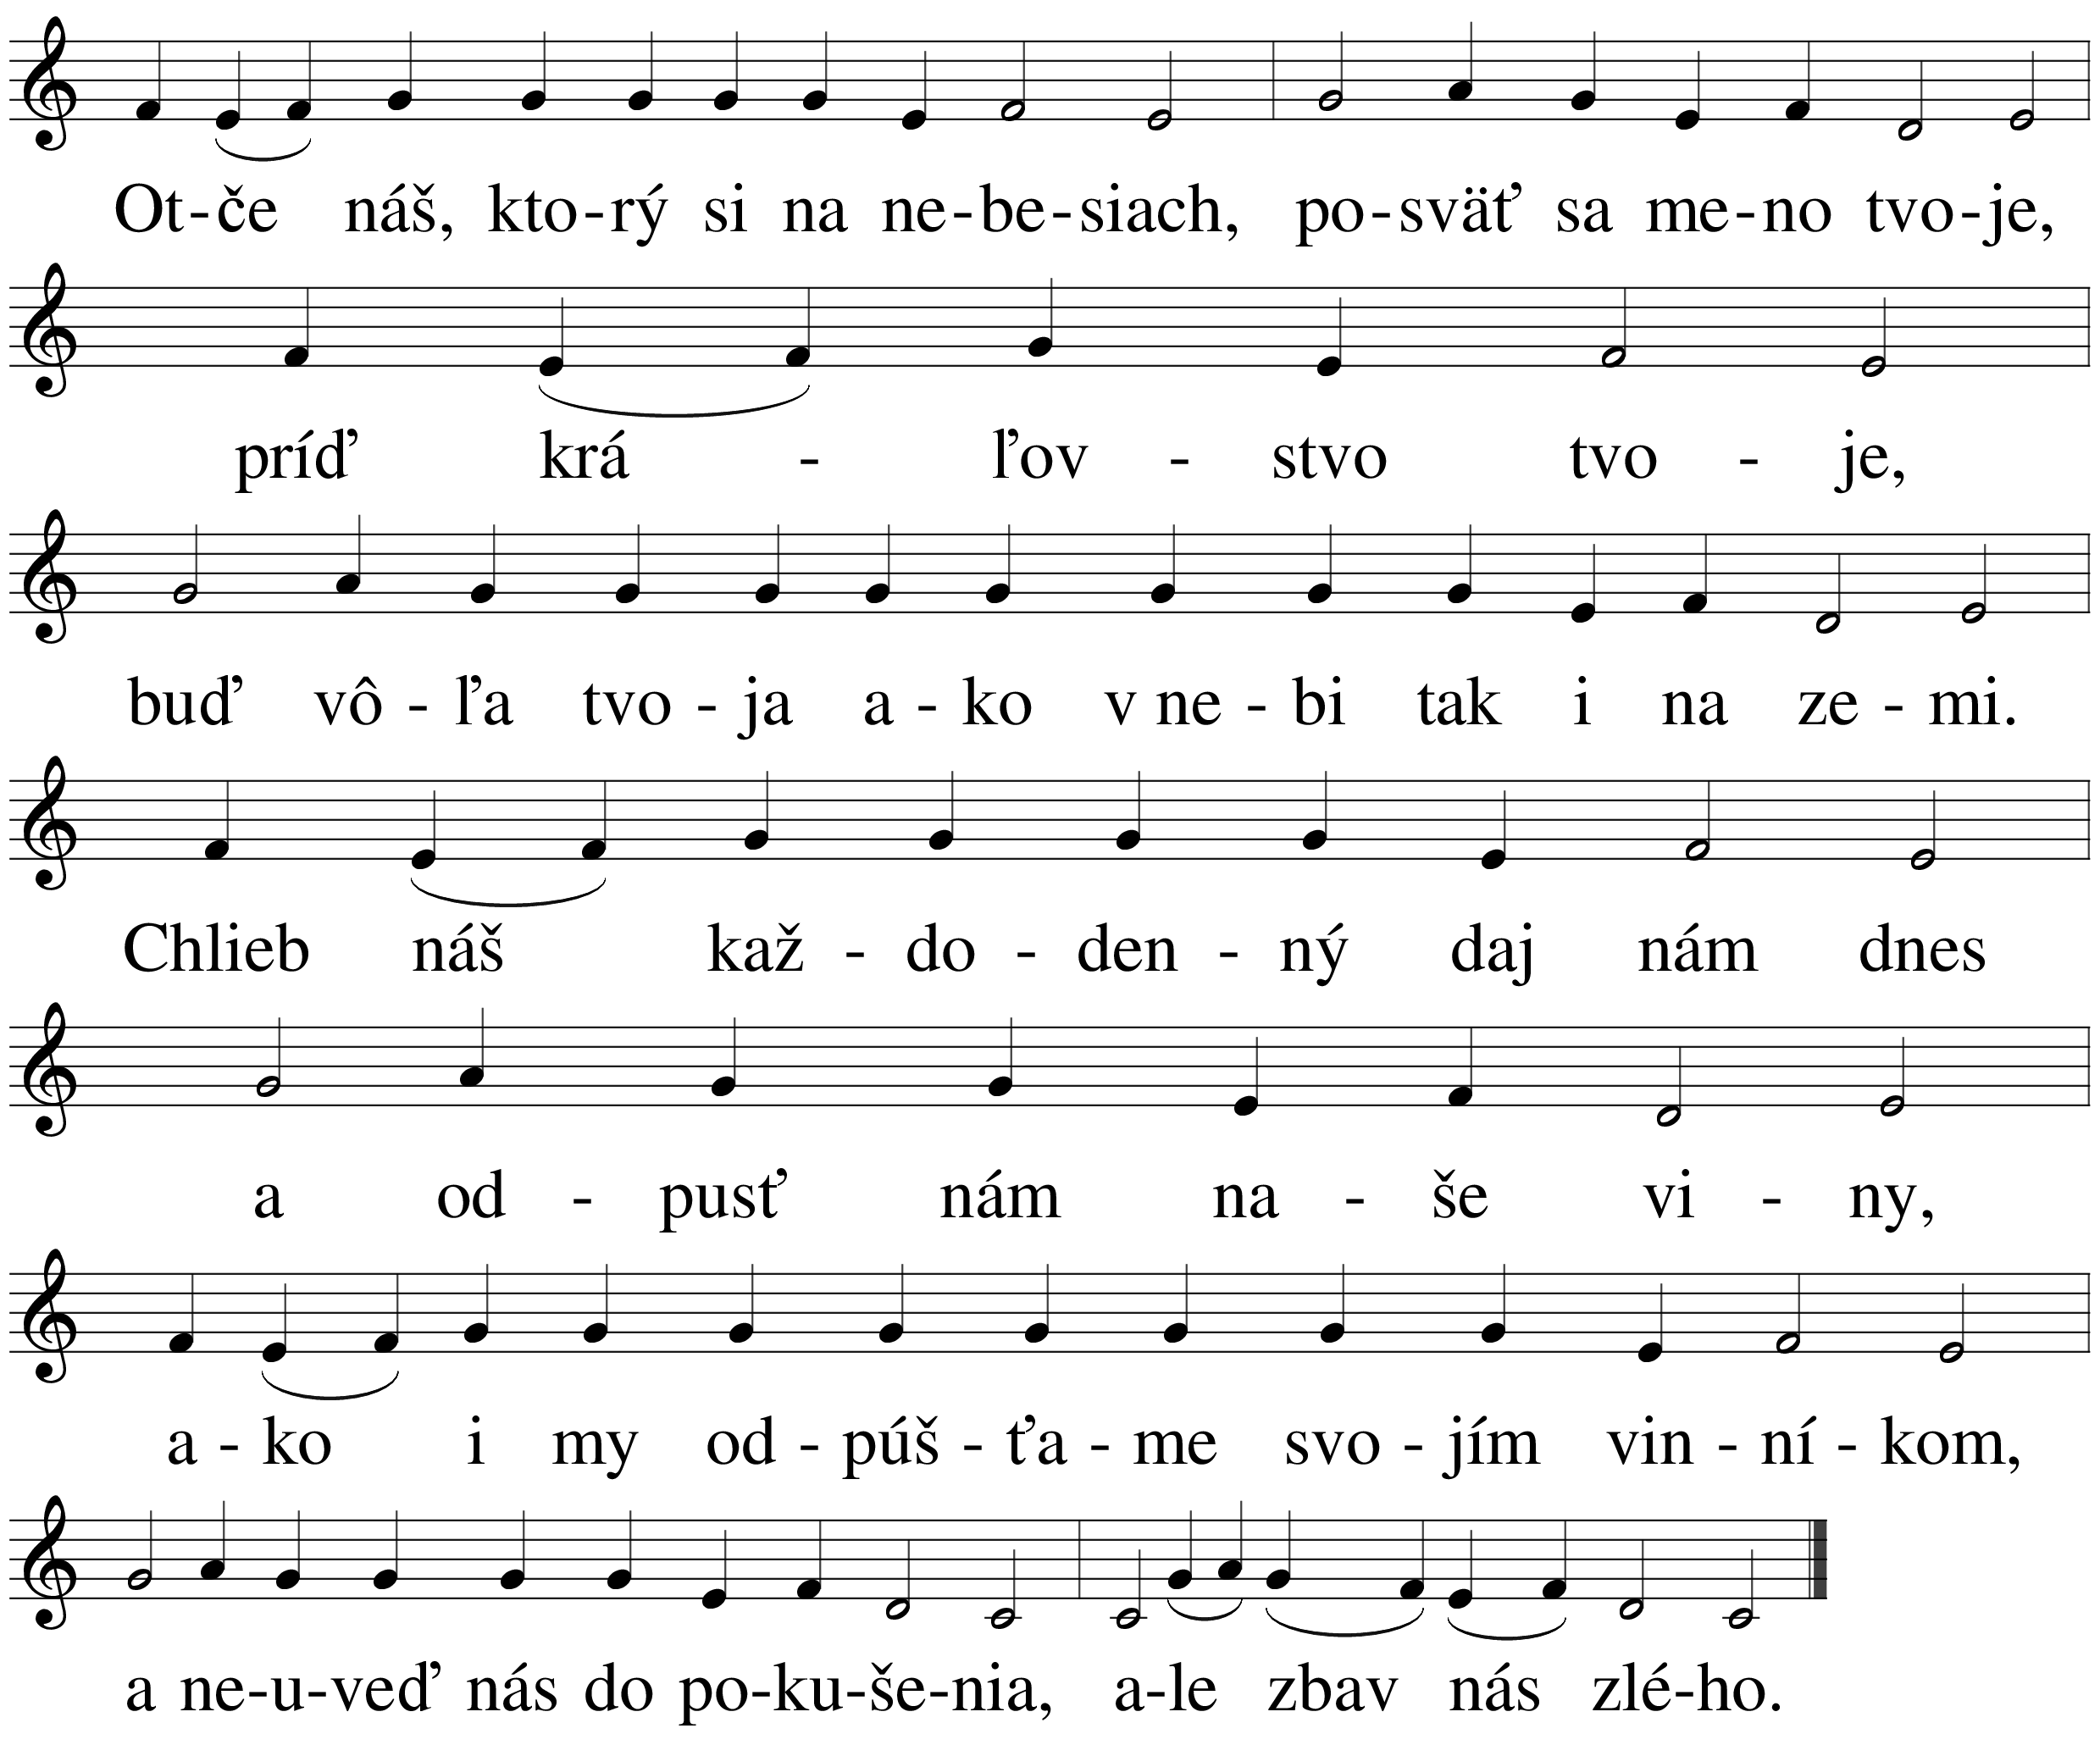 Ot-če náš, kto-rý si na ne-be-siach, po-sväť sa me-no tvo-je,
príď krá - ľov - stvo tvo - je,
buď vô - ľa tvo - ja a - ko v ne - bi tak i na ze - mi.
Chlieb náš kaž - do - den - ný daj nám dnes
a od - pusť nám na - še vi - ny,
a - ko i my od - púš - ťa - me svo - jím vin - ní - kom,
a ne-u-veď nás do po-ku-še-nia, a-le zbav nás zlé-ho.